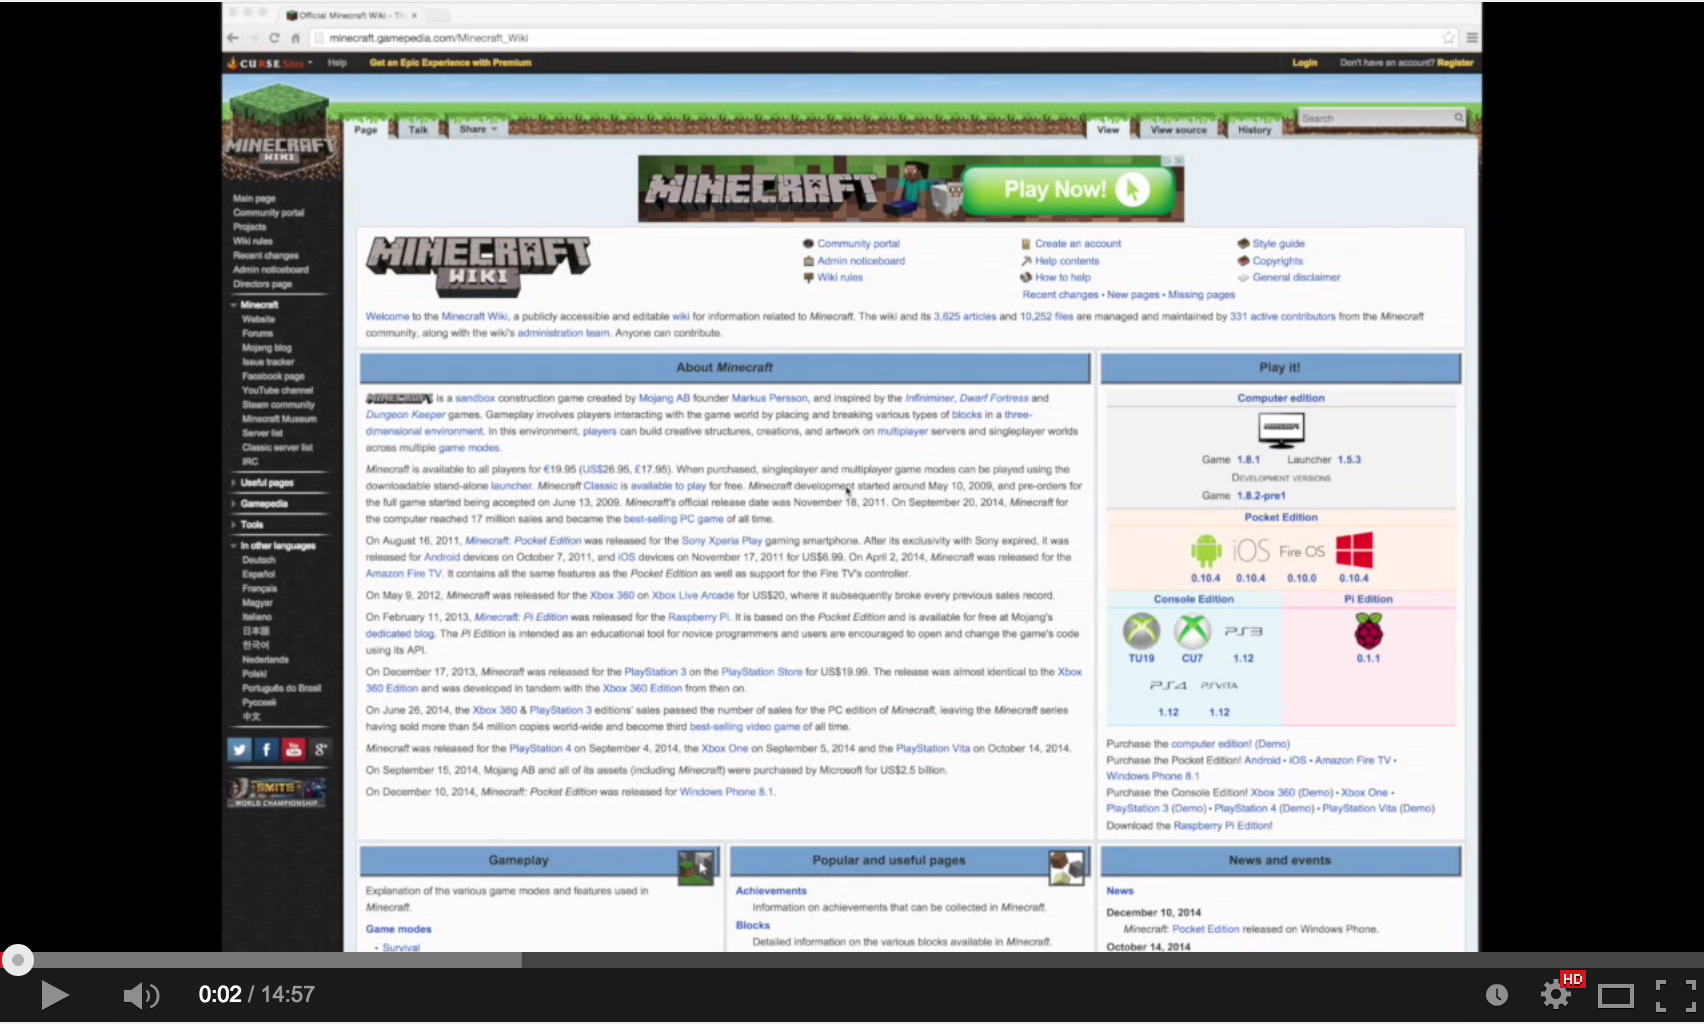 Official Minecraft Wiki - Th
minecraft.gamepedia.com/Minecraft_Wiki
CURSE Sites Help Get an Epic Experience with Premium Login Don't have an account? Register
MINECRAFT
WIKI
Page Talk Share View View source History Search
MINECRAFT Play Now!
Main page
Community portal
Projects
Wiki rules
Recent changes
Admin noticeboard
Directors page
Minecraft
Website
Forums
Mojang blog
Issue tracker
Facebook page
YouTube channel
Steam community
Minecraft Museum
Server list
Classic server list
IRC
Useful pages
Gamepedia
Tools
In other languages
Deutsch
Español
Français
Magyar
Italiano
日本語
한국어
Nederlands
Polski
Português do Brasil
Русский
中文
You Tube
g+
SMITE
WORLD CHAMPIONSHIP
MINECRAFT
WIKI
Community portal
Admin noticeboard
Wiki rules
Create an account
Help contents
How to help
Style guide
Copyrights
General disclaimer
Recent changes • New pages • Missing pages
Welcome to the Minecraft Wiki, a publicly accessible and editable wiki for information related to Minecraft. The wiki and its 3,625 articles and 10,252 files are managed and maintained by 331 active contributors from the Minecraft
community, along with the wiki's administration team. Anyone can contribute.
About Minecraft
MINECRAFT is a sandbox construction game created by Mojang AB founder Markus Persson, and inspired by the Infiniminer, Dwarf Fortress and
Dungeon Keeper games. Gameplay involves players interacting with the game world by placing and breaking various types of blocks in a three-
dimensional environment. In this environment, players can build creative structures, creations, and artwork on multiplayer servers and singleplayer worlds
across multiple game modes.
Minecraft is available to all players for €19.95 (US$26.95, £17.95). When purchased, singleplayer and multiplayer game modes can be played using the
downloadable stand-alone launcher. Minecraft Classic is available to play for free. Minecraft development started around May 10, 2009, and pre-orders for
the full game started being accepted on June 13, 2009. Minecraft's official release date was November 18, 2011. On September 20, 2014, Minecraft for
the computer reached 17 million sales and became the best-selling PC game of all time.
On August 16, 2011, Minecraft: Pocket Edition was released for the Sony Xperia Play gaming smartphone. After its exclusivity with Sony expired, it was
released for Android devices on October 7, 2011, and iOS devices on November 17, 2011 for US$6.99. On April 2, 2014, Minecraft was released for the
Amazon Fire TV. It contains all the same features as the Pocket Edition as well as support for the Fire TV's controller.
On May 9, 2012, Minecraft was released for the Xbox 360 on Xbox Live Arcade for US$20, where it subsequently broke every previous sales record.
On February 11, 2013, Minecraft: Pi Edition was released for the Raspberry Pi. It is based on the Pocket Edition and is available for free at Mojang's
dedicated blog. The Pi Edition is intended as an educational tool for novice programmers and users are encouraged to open and change the game's code
using its API.
On December 17, 2013, Minecraft was released for the PlayStation 3 on the PlayStation Store for US$19.99. The release was almost identical to the Xbox
360 Edition and was developed in tandem with the Xbox 360 Edition from then on.
On June 26, 2014, the Xbox 360 & PlayStation 3 editions' sales passed the number of sales for the PC edition of Minecraft, leaving the Minecraft series
having sold more than 54 million copies world-wide and become third best-selling video game of all time.
Minecraft was released for the PlayStation 4 on September 4, 2014, the Xbox One on September 5, 2014 and the PlayStation Vita on October 14, 2014.
On September 15, 2014, Mojang AB and all of its assets (including Minecraft) were purchased by Microsoft for US$2.5 billion.
On December 10, 2014, Minecraft: Pocket Edition was released for Windows Phone 8.1.
Play it!
Computer edition
MINECRAFT
Game 1.8.1 Launcher 1.5.3
DEVELOPMENT VERSIONS
Game 1.8.2-pre1
Pocket Edition
iOS Fire OS
0.10.4 0.10.4 0.10.0 0.10.4
Console Edition Pi Edition
PS3
TU19 CU7 1.12 0.1.1
PS4 PSVITA
1.12 1.12
Purchase the computer edition! (Demo)
Purchase the Pocket Edition! Android • iOS • Amazon Fire TV •
Windows Phone 8.1
Purchase the Console Edition! Xbox 360 (Demo) • Xbox One •
PlayStation 3 (Demo) • PlayStation 4 (Demo) • PlayStation Vita (Demo)
Download the Raspberry Pi Edition!
Gameplay
Explanation of the various game modes and features used in
Minecraft.
Game modes
• Survival
Popular and useful pages
Achievements
Information on achievements that can be collected in Minecraft.
Blocks
Detailed information on the various blocks available in Minecraft.
News and events
News
December 10, 2014
Minecraft: Pocket Edition released on Windows Phone.
October 14, 2014
0:02 / 14:57
HD